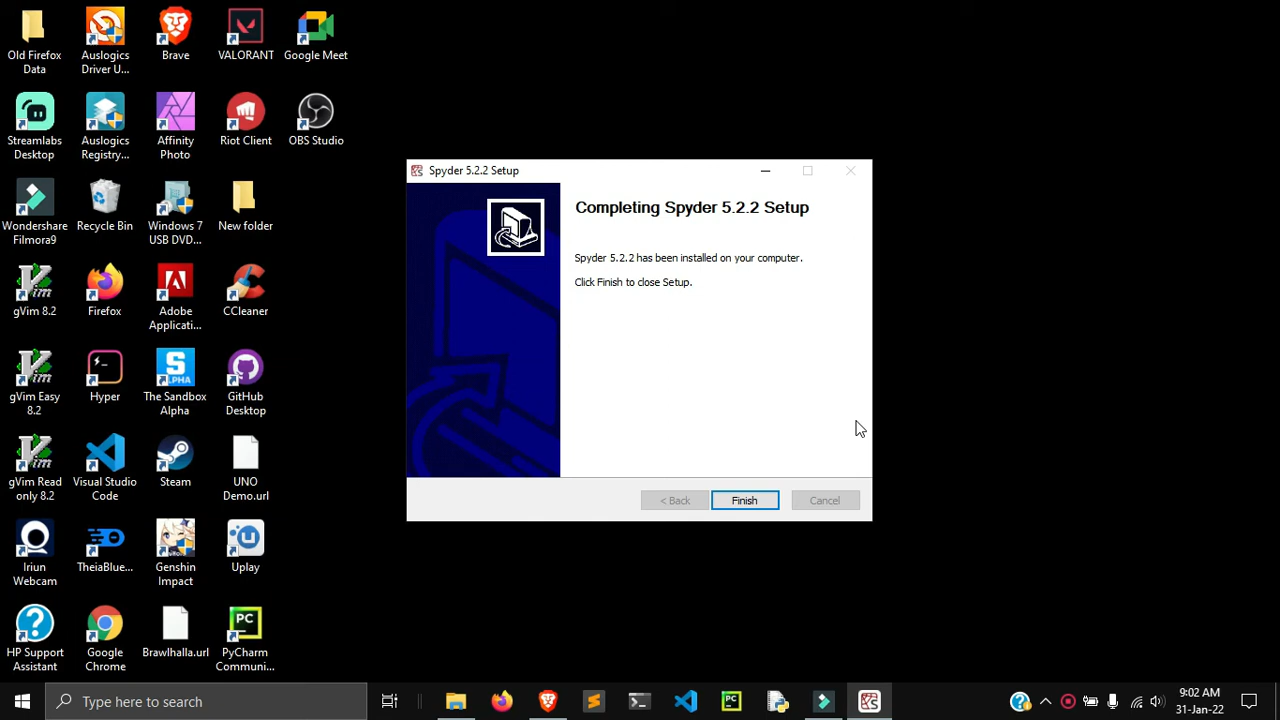 Old Firefox
Data
Auslogics
Driver U...
Brave
VALORANT
Google Meet
Streamlabs
Desktop
Auslogics
Registry...
Affinity
Photo
Riot Client
OBS Studio
Wondershare
Filmora9
Recycle Bin
Windows 7
USB DVD...
New folder
gVim 8.2
Firefox
Adobe
Applicati...
CCleaner
gVim Easy
8.2
Hyper
ALPHA
The Sandbox
Alpha
GitHub
Desktop
gVim Read
only 8.2
Visual Studio
Code
Steam
UNO
Demo.url
Iriun
Webcam
TheiaBlue...
Genshin
Impact
Uplay
HP Support
Assistant
Google
Chrome
Brawlhalla.url
PC
PyCharm
Communi...
Spyder 5.2.2 Setup
Completing Spyder 5.2.2 Setup
Spyder 5.2.2 has been installed on your computer.
Click Finish to close Setup.
< Back
Finish
Cancel
Type here to search
PC
9:02 AM
31-Jan-22